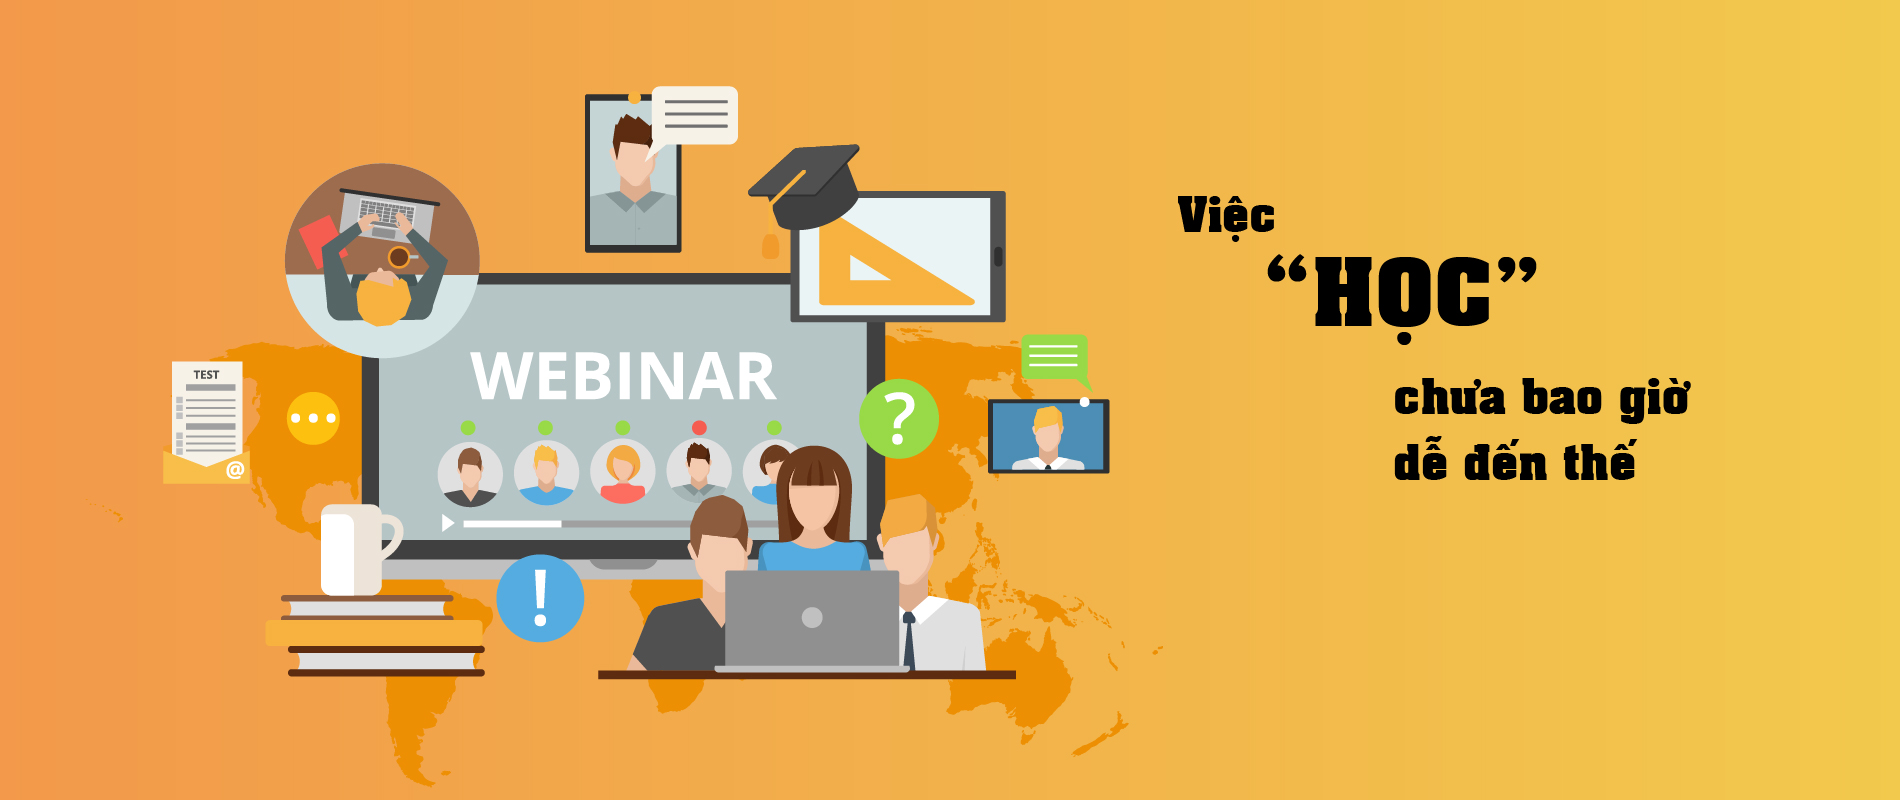 Việc
“HỌC”
chưa bao giờ
dễ đến thế
WEBINAR
TEST
@
?
!